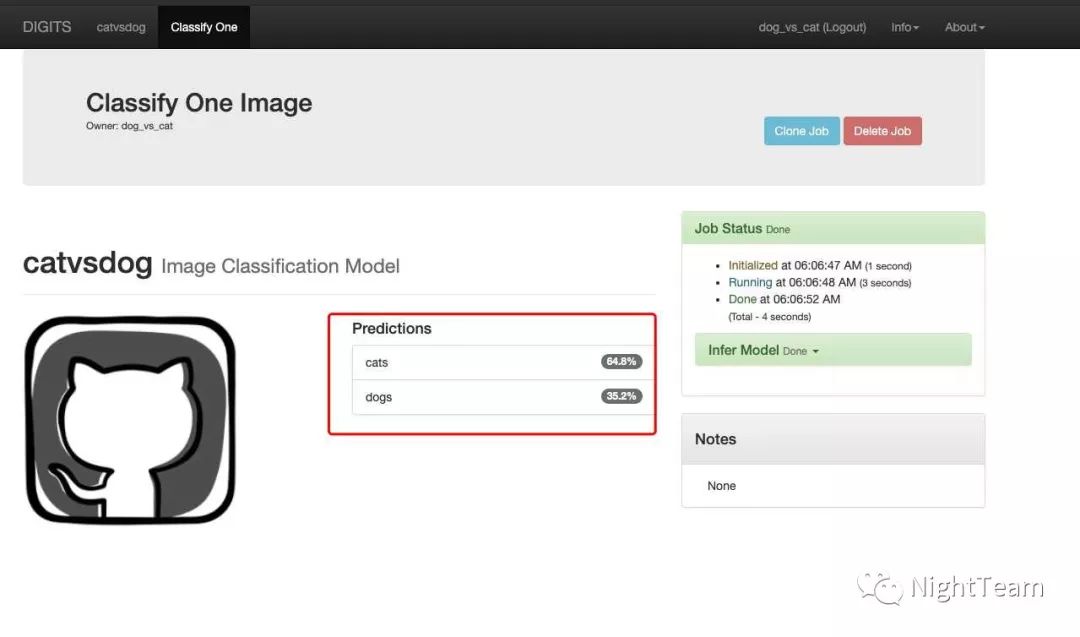 DIGITS catvsdog Classify One dog_vs_cat (Logout) Info About
Classify One Image
Owner: dog_vs_cat
Clone Job Delete Job
catvsdog Image Classification Model
Predictions
cats 64.8%
dogs 35.2%
Job Status Done
Initialized at 06:06:47 AM (1 second)
Running at 06:06:48 AM (3 seconds)
Done at 06:06:52 AM
(Total - 4 seconds)
Infer Model Done
Notes
None
NightTeam